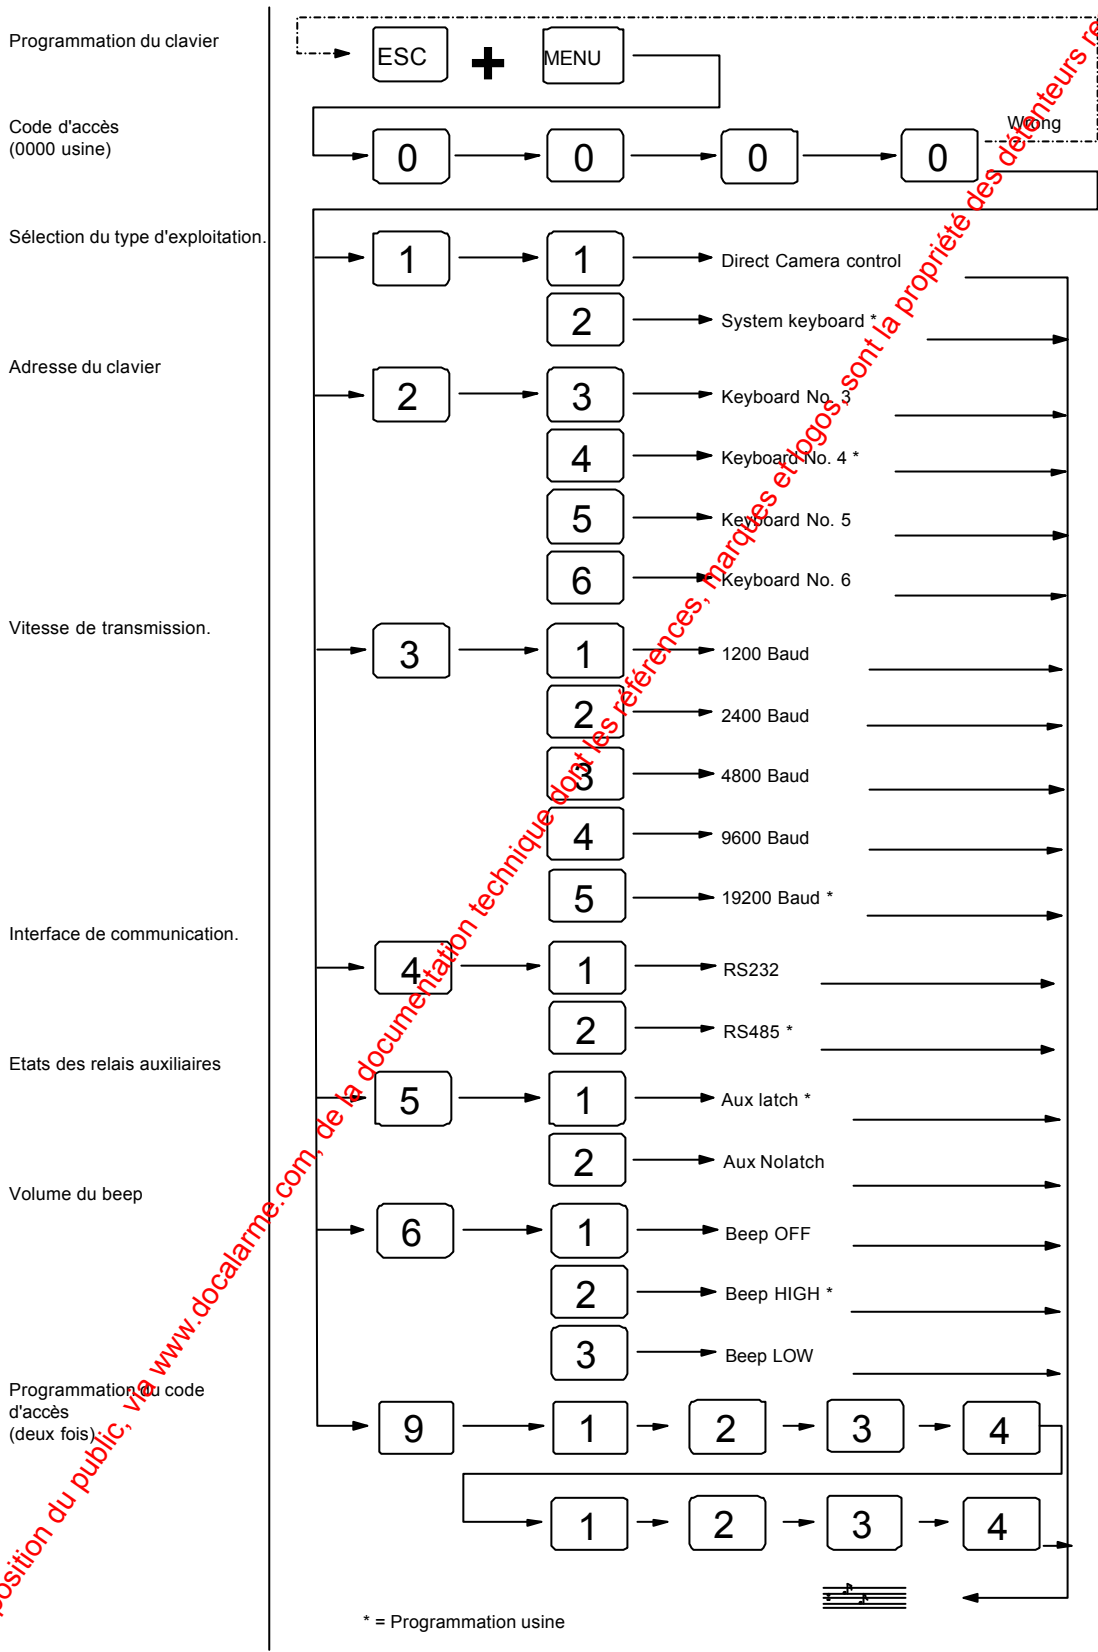 Programmation du clavier
ESC + MENU
Code d'accès
(0000 usine)
Wrong
0 0 0 0
Sélection du type d'exploitation.
1 1 Direct Camera control
2 System keyboard *
Adresse du clavier
2 3 Keyboard No. 3
4 Keyboard No. 4 *
5 Keyboard No. 5
6 Keyboard No. 6
Vitesse de transmission.
3 1 1200 Baud
2 2400 Baud
3 4800 Baud
4 9600 Baud
5 19200 Baud *
Interface de communication.
4 1 RS232
2 RS485 *
Etats des relais auxiliaires
5 1 Aux latch *
2 Aux Nolatch
Volume du beep
6 1 Beep OFF
2 Beep HIGH *
3 Beep LOW
Programmation du code
d'accès
(deux fois)
9 1 2 3 4
1 2 3 4
* = Programmation usine
position du public, via www.docalarme.com, de la documentation technique dont les références, marques et logos, sont la propriété des détenteurs re